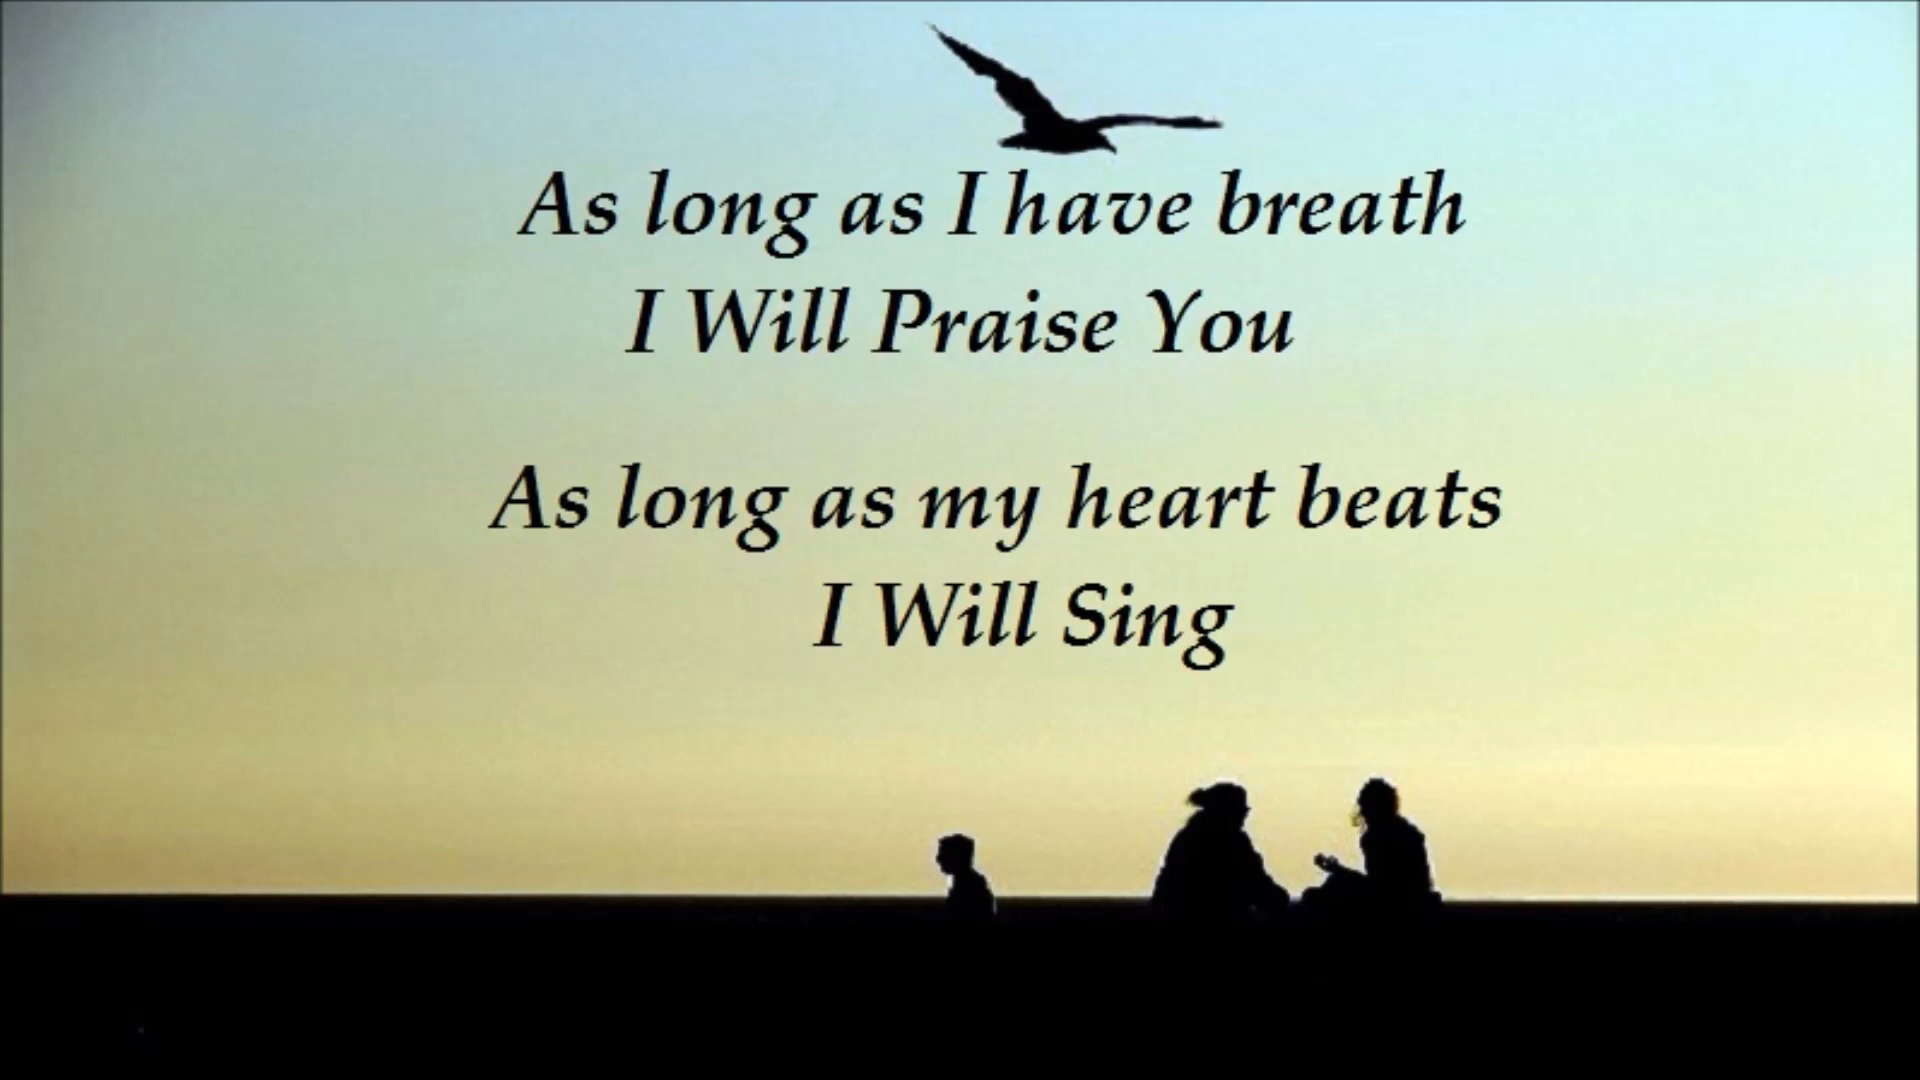 As long as I have breath
I Will Praise You
As long as my heart beats
I Will Sing